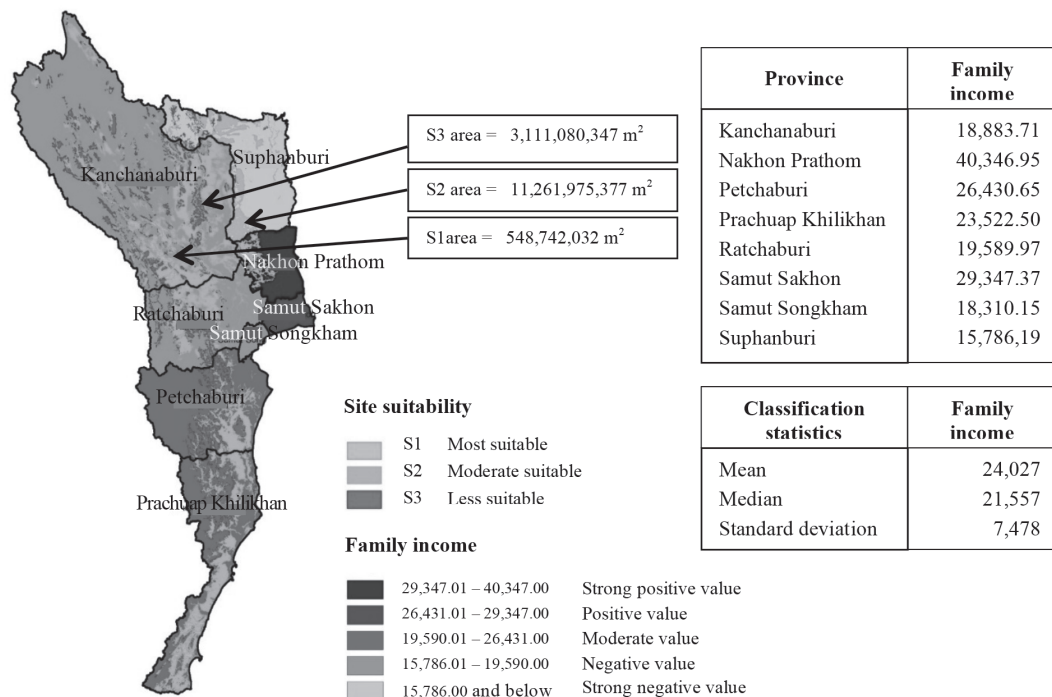 Kanchanaburi
Suphanburi
Nakhon Prathom
Ratchaburi
Samut Sakhon
Samut Songkham
Petchaburi
Prachuap Khilikhan
S3 area = 3,111,080,347 m²
S2 area = 11,261,975,377 m²
S1area = 548,742,032 m²
Site suitability
S1 Most suitable
S2 Moderate suitable
S3 Less suitable
Family income
29,347.01 – 40,347.00 Strong positive value
26,431.01 – 29,347.00 Positive value
19,590.01 – 26,431.00 Moderate value
15,786.01 – 19,590.00 Negative value
15,786.00 and below Strong negative value
Province Family income
Kanchanaburi 18,883.71
Nakhon Prathom 40,346.95
Petchaburi 26,430.65
Prachuap Khilikhan 23,522.50
Ratchaburi 19,589.97
Samut Sakhon 29,347.37
Samut Songkham 18,310.15
Suphanburi 15,786,19
Classification statistics Family income
Mean 24,027
Median 21,557
Standard deviation 7,478